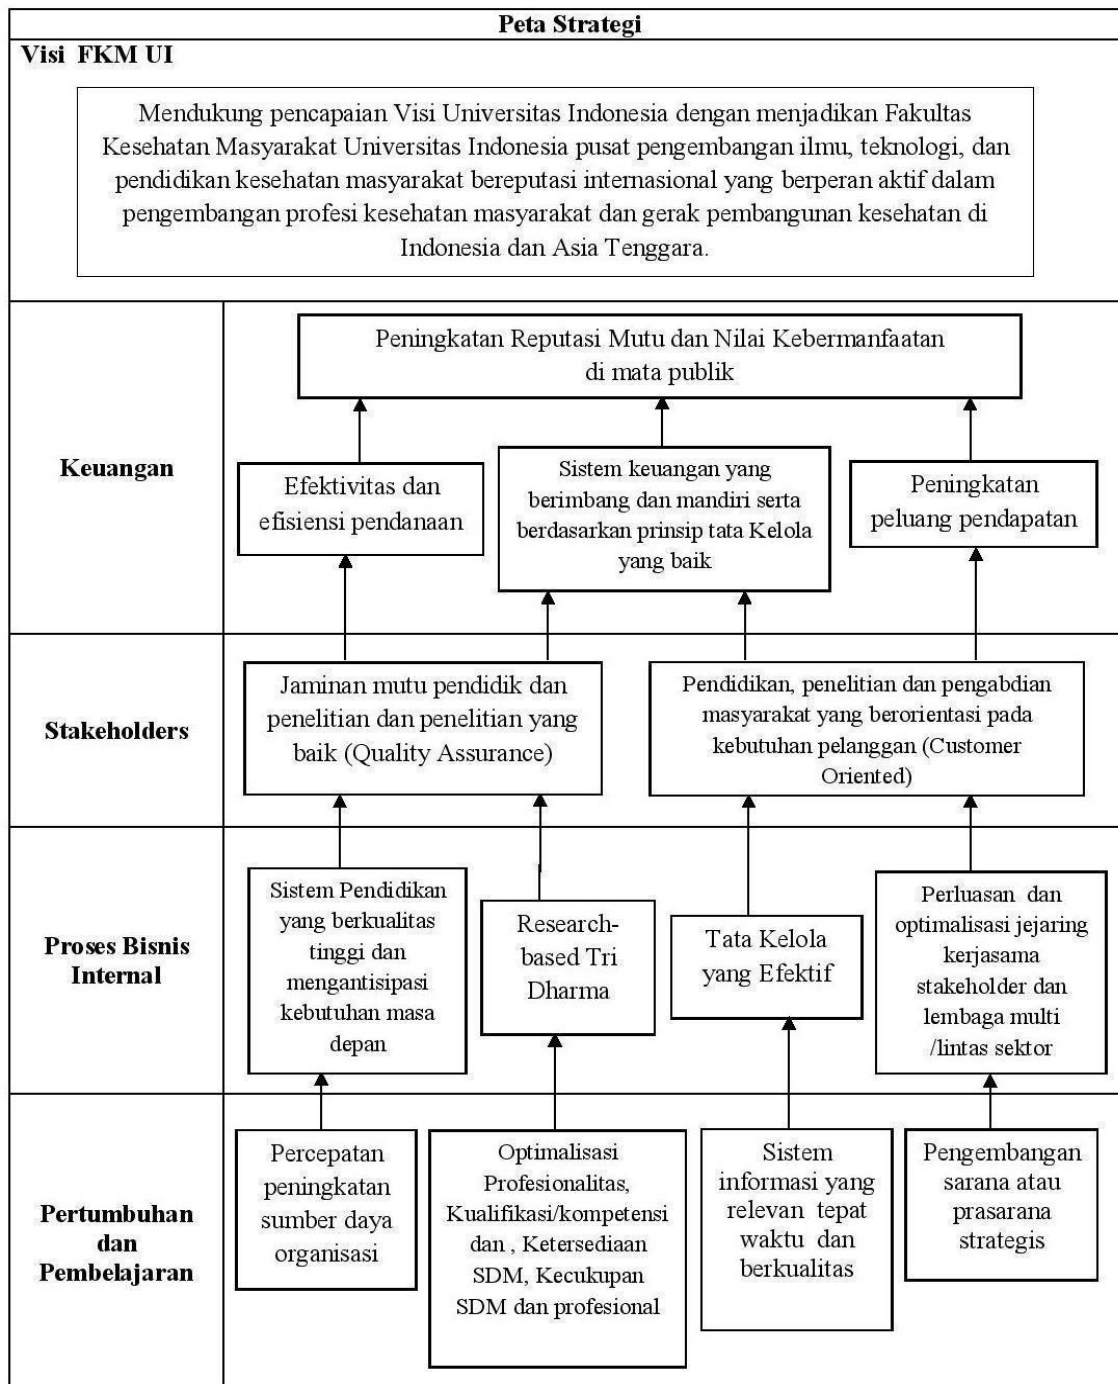 Peta Strategi
Visi FKM UI
Mendukung pencapaian Visi Universitas Indonesia dengan menjadikan Fakultas
Kesehatan Masyarakat Universitas Indonesia pusat pengembangan ilmu, teknologi, dan
pendidikan kesehatan masyarakat bereputasi internasional yang berperan aktif dalam
pengembangan profesi kesehatan masyarakat dan gerak pembangunan kesehatan di
Indonesia dan Asia Tenggara.
Keuangan
Peningkatan Reputasi Mutu dan Nilai Kebermanfaatan
di mata publik
Efektivitas dan
efisiensi pendanaan
Sistem keuangan yang
berimbang dan mandiri serta
berdasarkan prinsip tata Kelola
yang baik
Peningkatan
peluang pendapatan
Stakeholders
Jaminan mutu pendidik dan
penelitian dan penelitian yang
baik (Quality Assurance)
Pendidikan, penelitian dan pengabdian
masyarakat yang berorientasi pada
kebutuhan pelanggan (Customer
Oriented)
Proses Bisnis
Internal
Sistem Pendidikan
yang berkualitas
tinggi dan
mengantisipasi
kebutuhan masa
depan
Research-
based Tri
Dharma
Tata Kelola
yang Efektif
Perluasan dan
optimalisasi jejaring
kerjasama
stakeholder dan
lembaga multi
/lintas sektor
Pertumbuhan
dan
Pembelajaran
Percepatan
peningkatan
sumber daya
organisasi
Optimalisasi
Profesionalitas,
Kualifikasi/kompetensi
dan , Ketersediaan
SDM, Kecukupan
SDM dan profesional
Sistem
informasi yang
relevan tepat
waktu dan
berkualitas
Pengembangan
sarana atau
prasarana
strategis